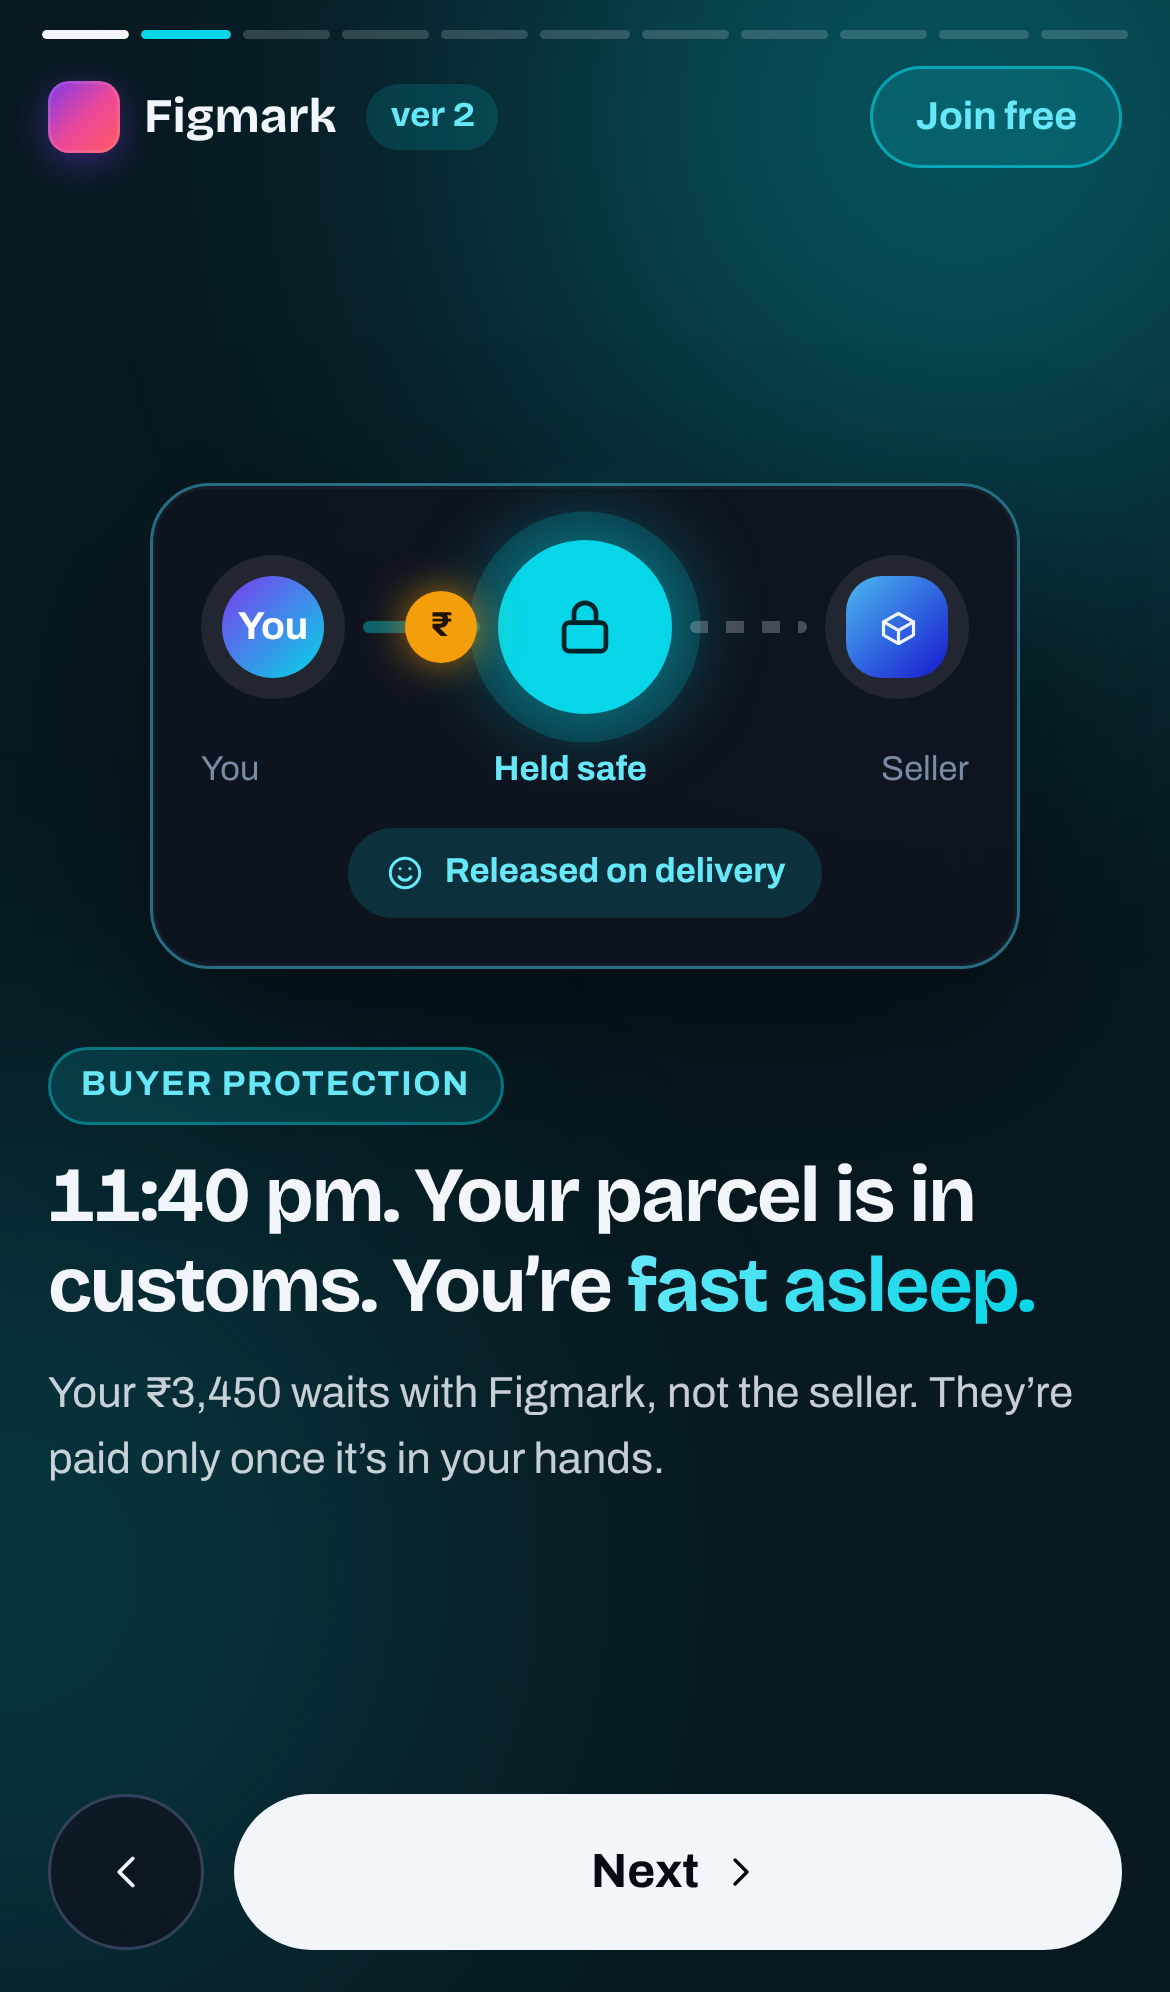 Figmark
ver 2
Join free
You
₹
You
Held safe
Seller
Released on delivery
BUYER PROTECTION
11:40 pm. Your parcel is in
customs. You’re fast asleep.
Your ₹3,450 waits with Figmark, not the seller. They’re
paid only once it’s in your hands.
Next